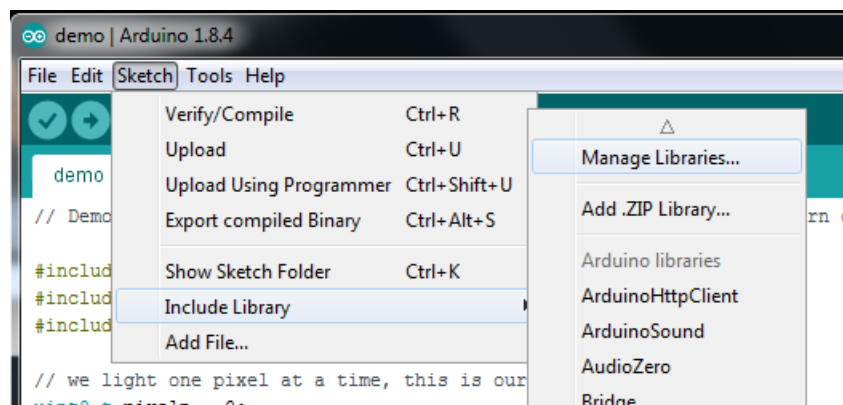 demo | Arduino 1.8.4
File Edit Sketch Tools Help
Verify/Compile Ctrl+R
Upload Ctrl+U
Upload Using Programmer Ctrl+Shift+U
Export compiled Binary Ctrl+Alt+S
Show Sketch Folder Ctrl+K
Include Library
Add File...
Manage Libraries...
Add .ZIP Library...
Arduino libraries
ArduinoHttpClient
ArduinoSound
AudioZero
Bridge
demo
// Demo
#includ
#includ
#includ
// we light one pixel at a time, this is our